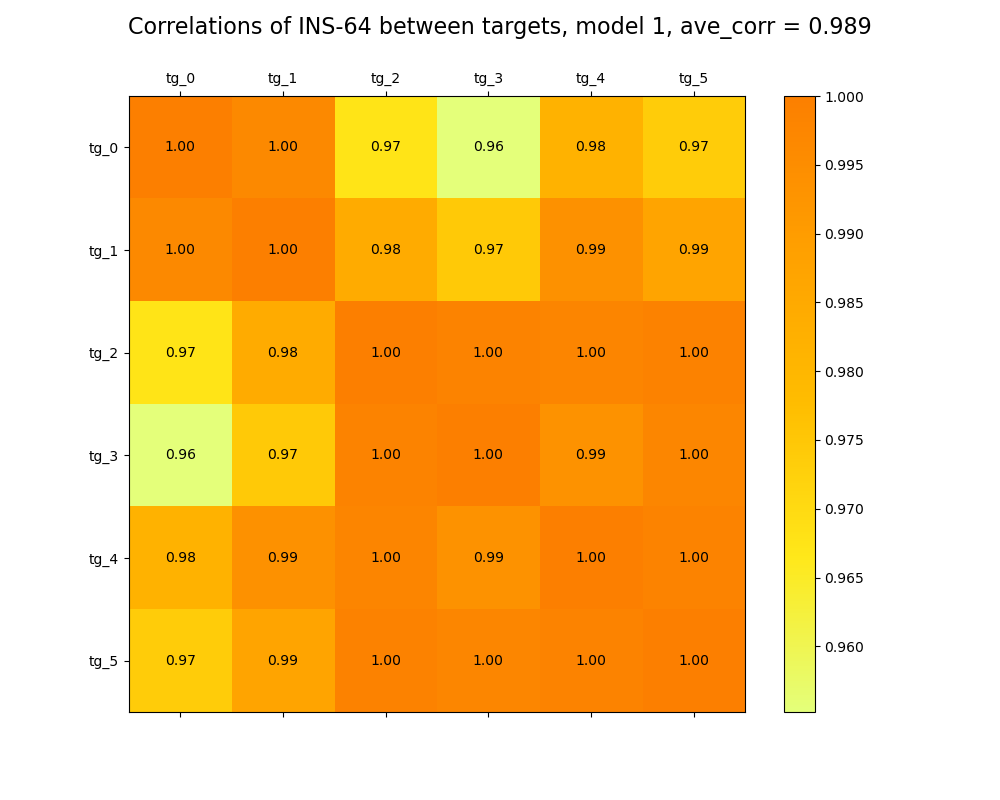 Correlations of INS-64 between targets, model 1, ave_corr = 0.989
tg_0 tg_1 tg_2 tg_3 tg_4 tg_5
tg_0 1.00 1.00 0.97 0.96 0.98 0.97
tg_1 1.00 1.00 0.98 0.97 0.99 0.99
tg_2 0.97 0.98 1.00 1.00 1.00 1.00
tg_3 0.96 0.97 1.00 1.00 0.99 1.00
tg_4 0.98 0.99 1.00 0.99 1.00 1.00
tg_5 0.97 0.99 1.00 1.00 1.00 1.00
1.000
0.995
0.990
0.985
0.980
0.975
0.970
0.965
0.960